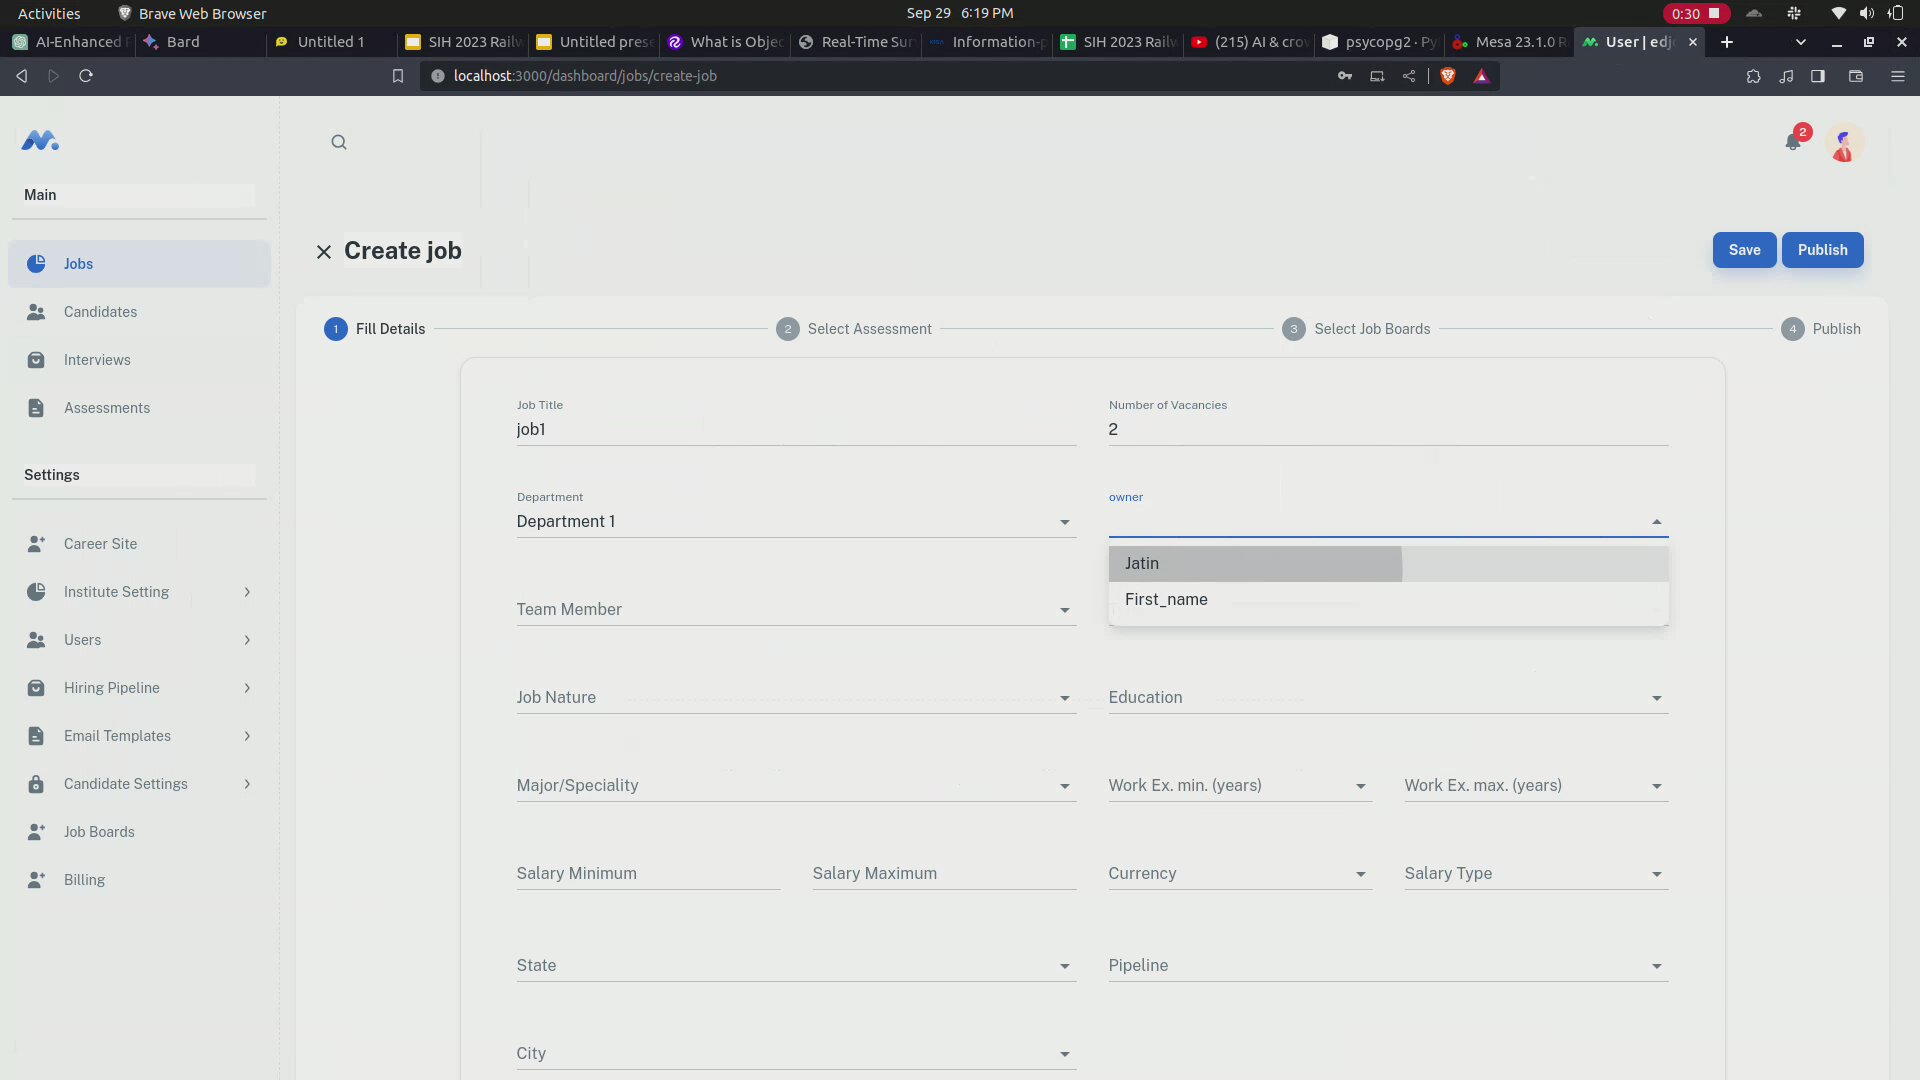 Activities
Brave Web Browser
Sep 29 6:19 PM
0:30
AI-Enhanced
Bard
Untitled 1
SIH 2023 Railw
Untitled prese
What is Objec
Real-Time Sur
Information-p
SIH 2023 Railw
(215) AI & crow
psycopg2 · Py
Mesa 23.1.0 R
User | edj
localhost:3000/dashboard/jobs/create-job
2
Main
Create job
Save
Publish
Jobs
1 Fill Details
2 Select Assessment
3 Select Job Boards
4 Publish
Candidates
Interviews
Assessments
Settings
Career Site
Institute Setting
Users
Hiring Pipeline
Email Templates
Candidate Settings
Job Boards
Billing
Job Title
job1
Number of Vacancies
2
Department
Department 1
owner
Jatin
First_name
Team Member
Job Nature
Education
Major/Speciality
Work Ex. min. (years)
Work Ex. max. (years)
Salary Minimum
Salary Maximum
Currency
Salary Type
State
Pipeline
City